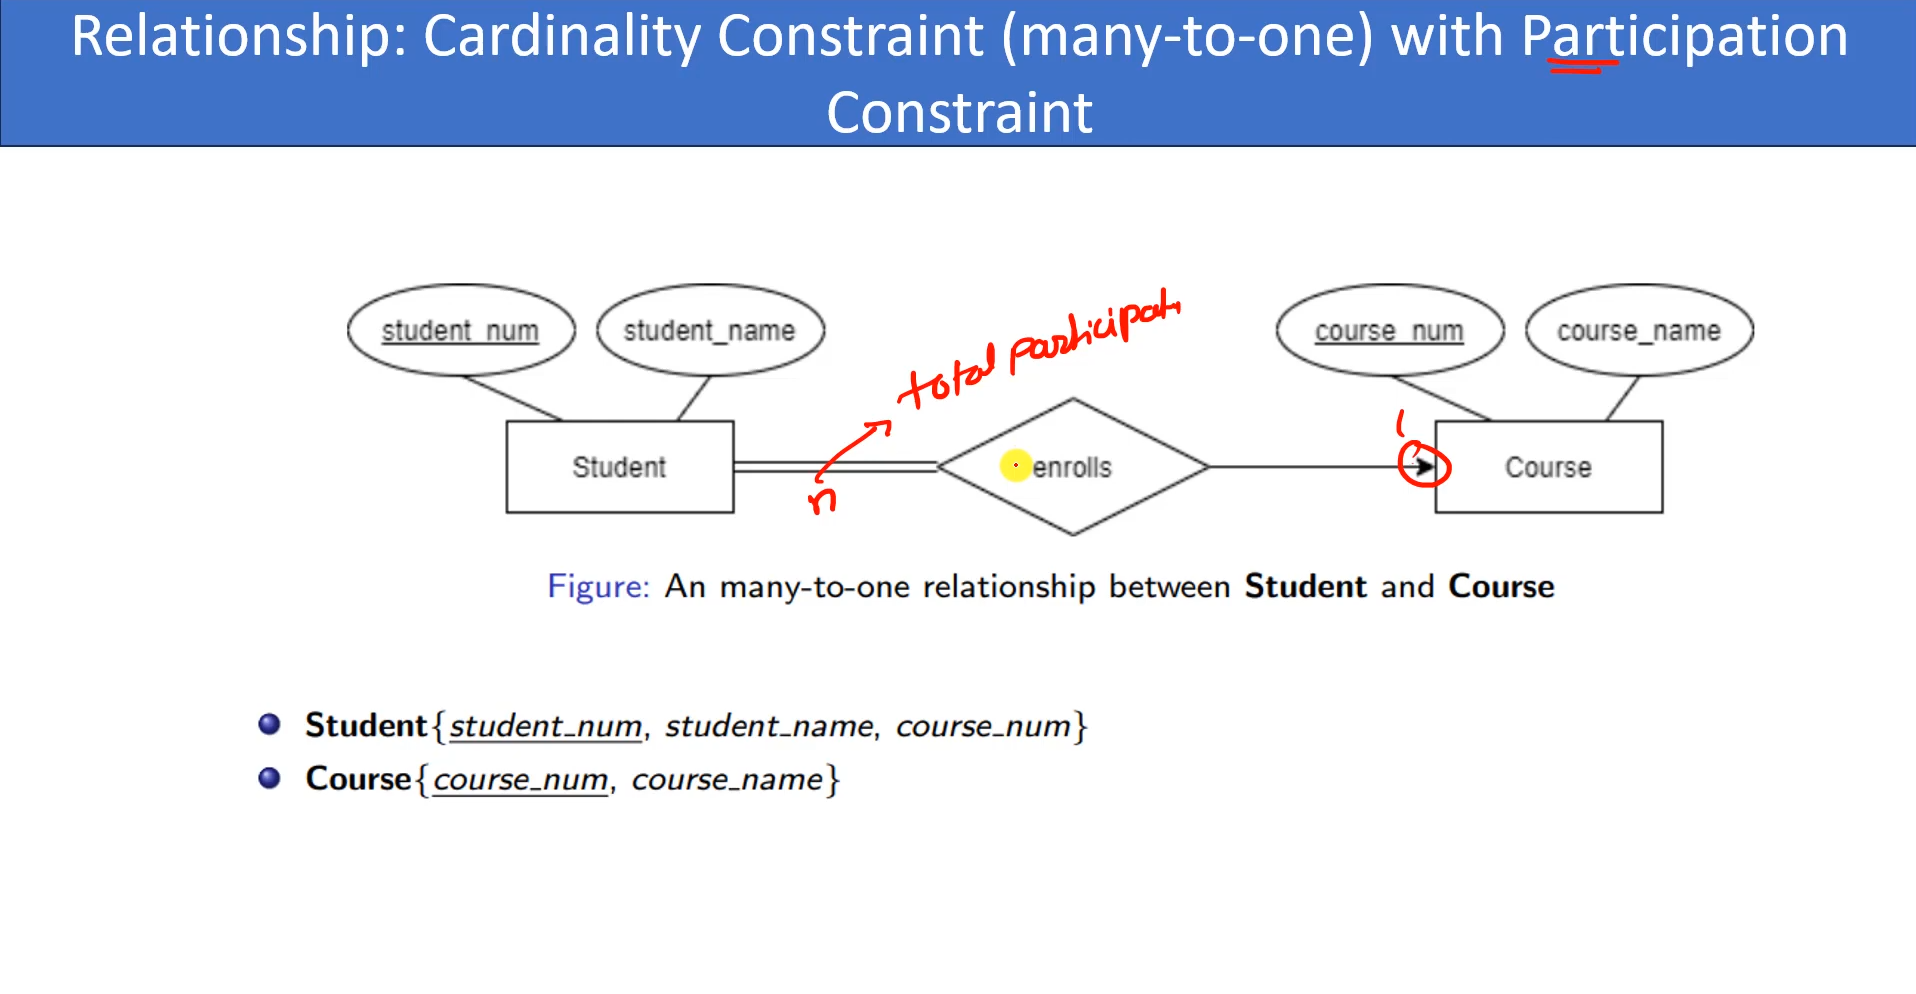 Relationship: Cardinality Constraint (many-to-one) with Participation
Constraint
student_num
student_name
total participatn
course_num
course_name
1
Student
enrolls
Course
n
Figure: An many-to-one relationship between Student and Course
Student{student_num, student_name, course_num}
Course{course_num, course_name}